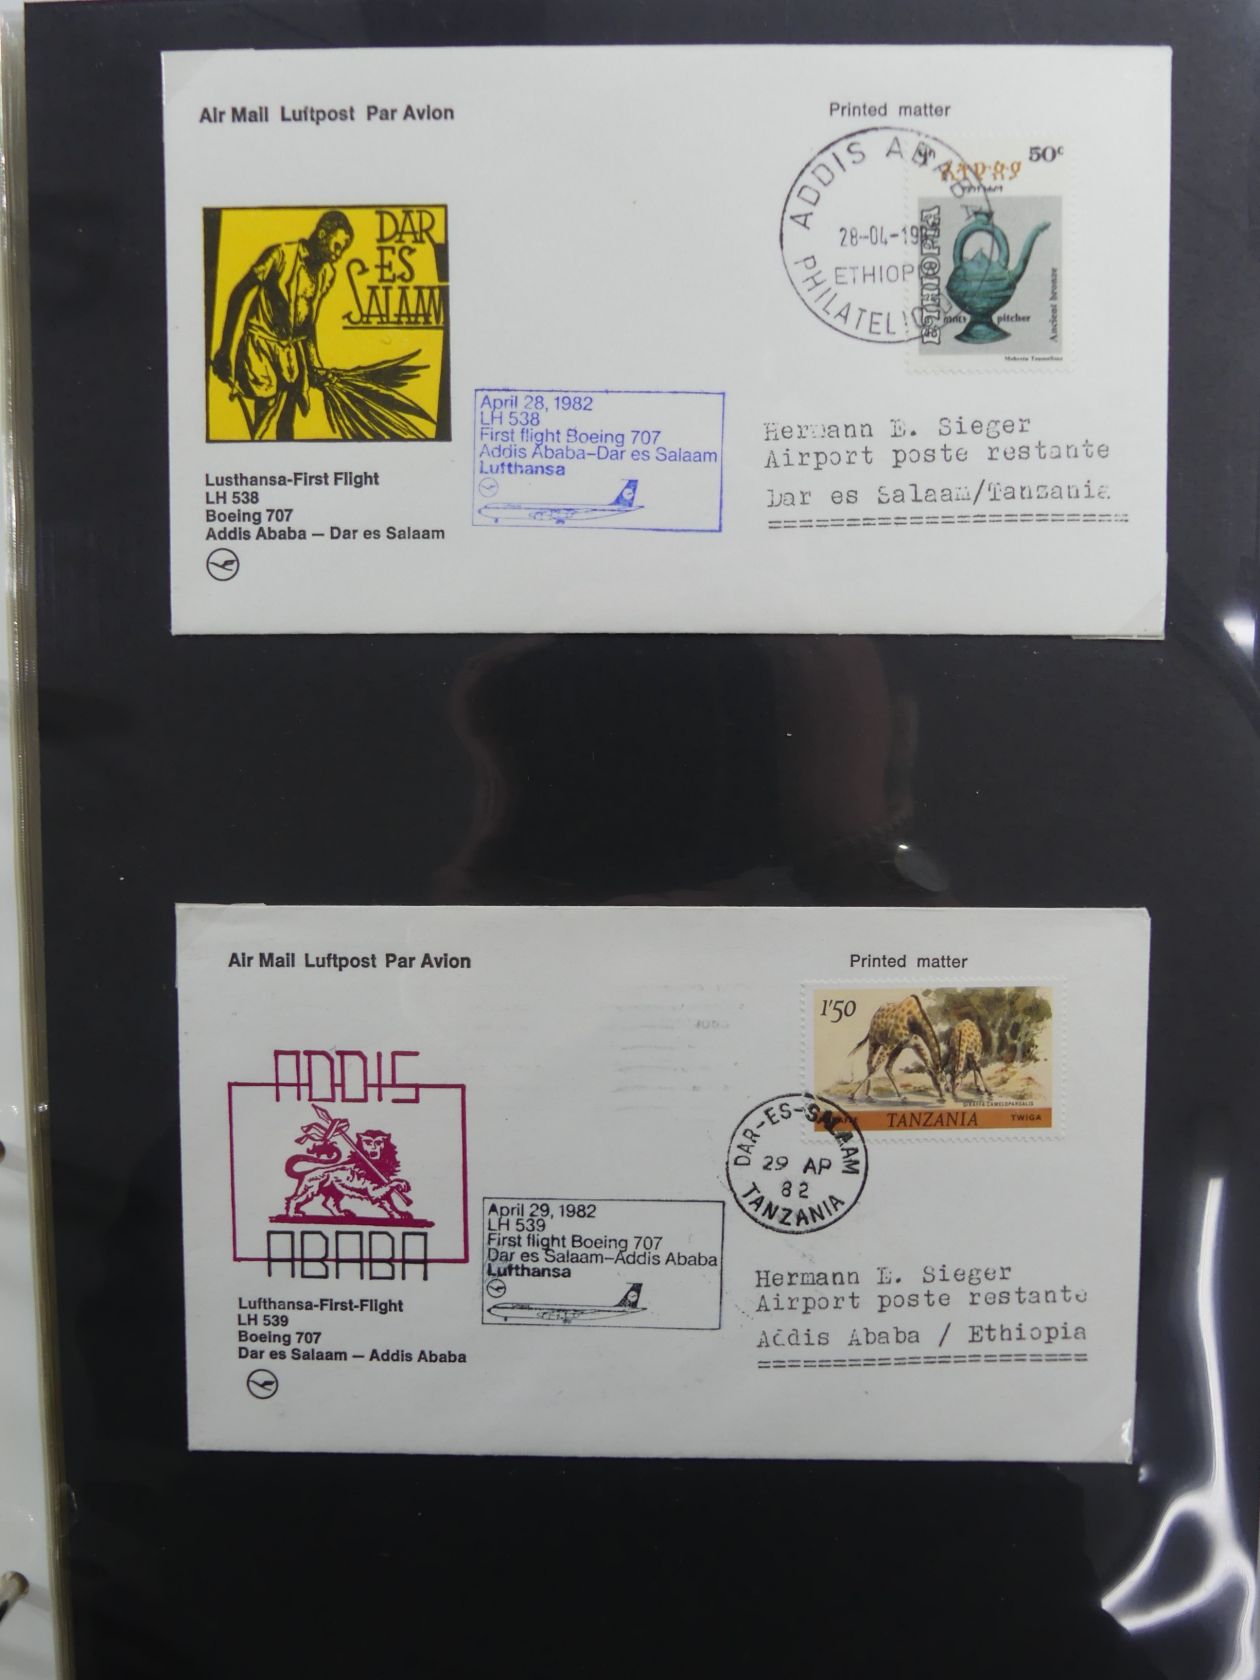 Air Mail Luftpost Par Avion
Printed matter
DAR
ES
SALAAM
ADDIS ABABA
28-04-19
ETHIOP
50c
ETHIOPIA
pitcher
Ancient bronze
April 28, 1982
LH 538
First flight Boeing 707
Addis Ababa–Dar es Salaam
Lufthansa
Lusthansa-First Flight
LH 538
Boeing 707
Addis Ababa – Dar es Salaam
Hermann E. Sieger
Airport poste restante
Dar es Salaam/Tanzania
Air Mail Luftpost Par Avion
Printed matter
1'50
GIRAFFA CAMELOPARDALIS
TANZANIA
TWIGA
DAR-ES-SALAAM
29 AP
82
TANZANIA
ADDIS
ABABA
April 29, 1982
LH 539
First flight Boeing 707
Dar es Salaam–Addis Ababa
Lufthansa
Lufthansa-First-Flight
LH 539
Boeing 707
Dar es Salaam – Addis Ababa
Hermann E. Sieger
Airport poste restante
Addis Ababa / Ethiopia